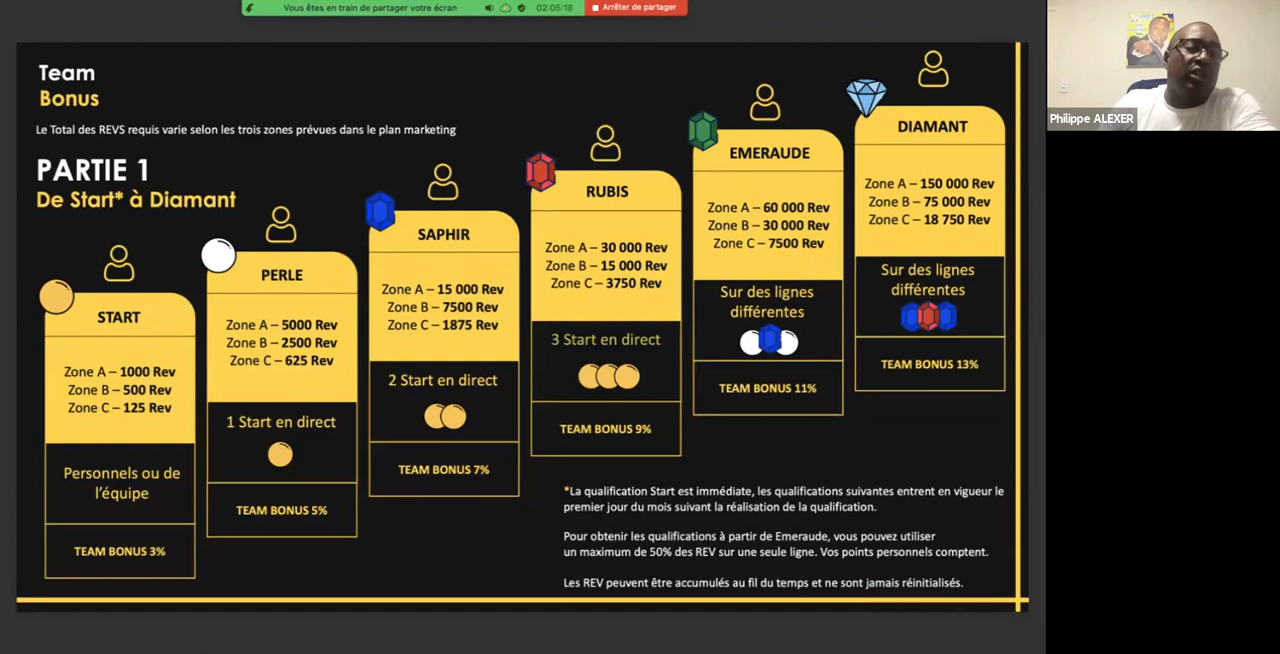 Vous êtes en train de partager votre écran
02:05:18
Arrêter de partager
Philippe ALEXER
Team
Bonus
Le Total des REVS requis varie selon les trois zones prévues dans le plan marketing
PARTIE 1
De Start* à Diamant
START
Zone A – 1000 Rev
Zone B – 500 Rev
Zone C – 125 Rev
Personnels ou de
l'équipe
TEAM BONUS 3%
PERLE
Zone A – 5000 Rev
Zone B – 2500 Rev
Zone C – 625 Rev
1 Start en direct
TEAM BONUS 5%
SAPHIR
Zone A – 15 000 Rev
Zone B – 7500 Rev
Zone C – 1875 Rev
2 Start en direct
TEAM BONUS 7%
RUBIS
Zone A – 30 000 Rev
Zone B – 15 000 Rev
Zone C – 3750 Rev
3 Start en direct
TEAM BONUS 9%
EMERAUDE
Zone A – 60 000 Rev
Zone B – 30 000 Rev
Zone C – 7500 Rev
Sur des lignes
différentes
TEAM BONUS 11%
DIAMANT
Zone A – 150 000 Rev
Zone B – 75 000 Rev
Zone C – 18 750 Rev
Sur des lignes
différentes
TEAM BONUS 13%
*La qualification Start est immédiate, les qualifications suivantes entrent en vigueur le
premier jour du mois suivant la réalisation de la qualification.
Pour obtenir les qualifications à partir de Emeraude, vous pouvez utiliser
un maximum de 50% des REV sur une seule ligne. Vos points personnels comptent.
Les REV peuvent être accumulés au fil du temps et ne sont jamais réinitialisés.